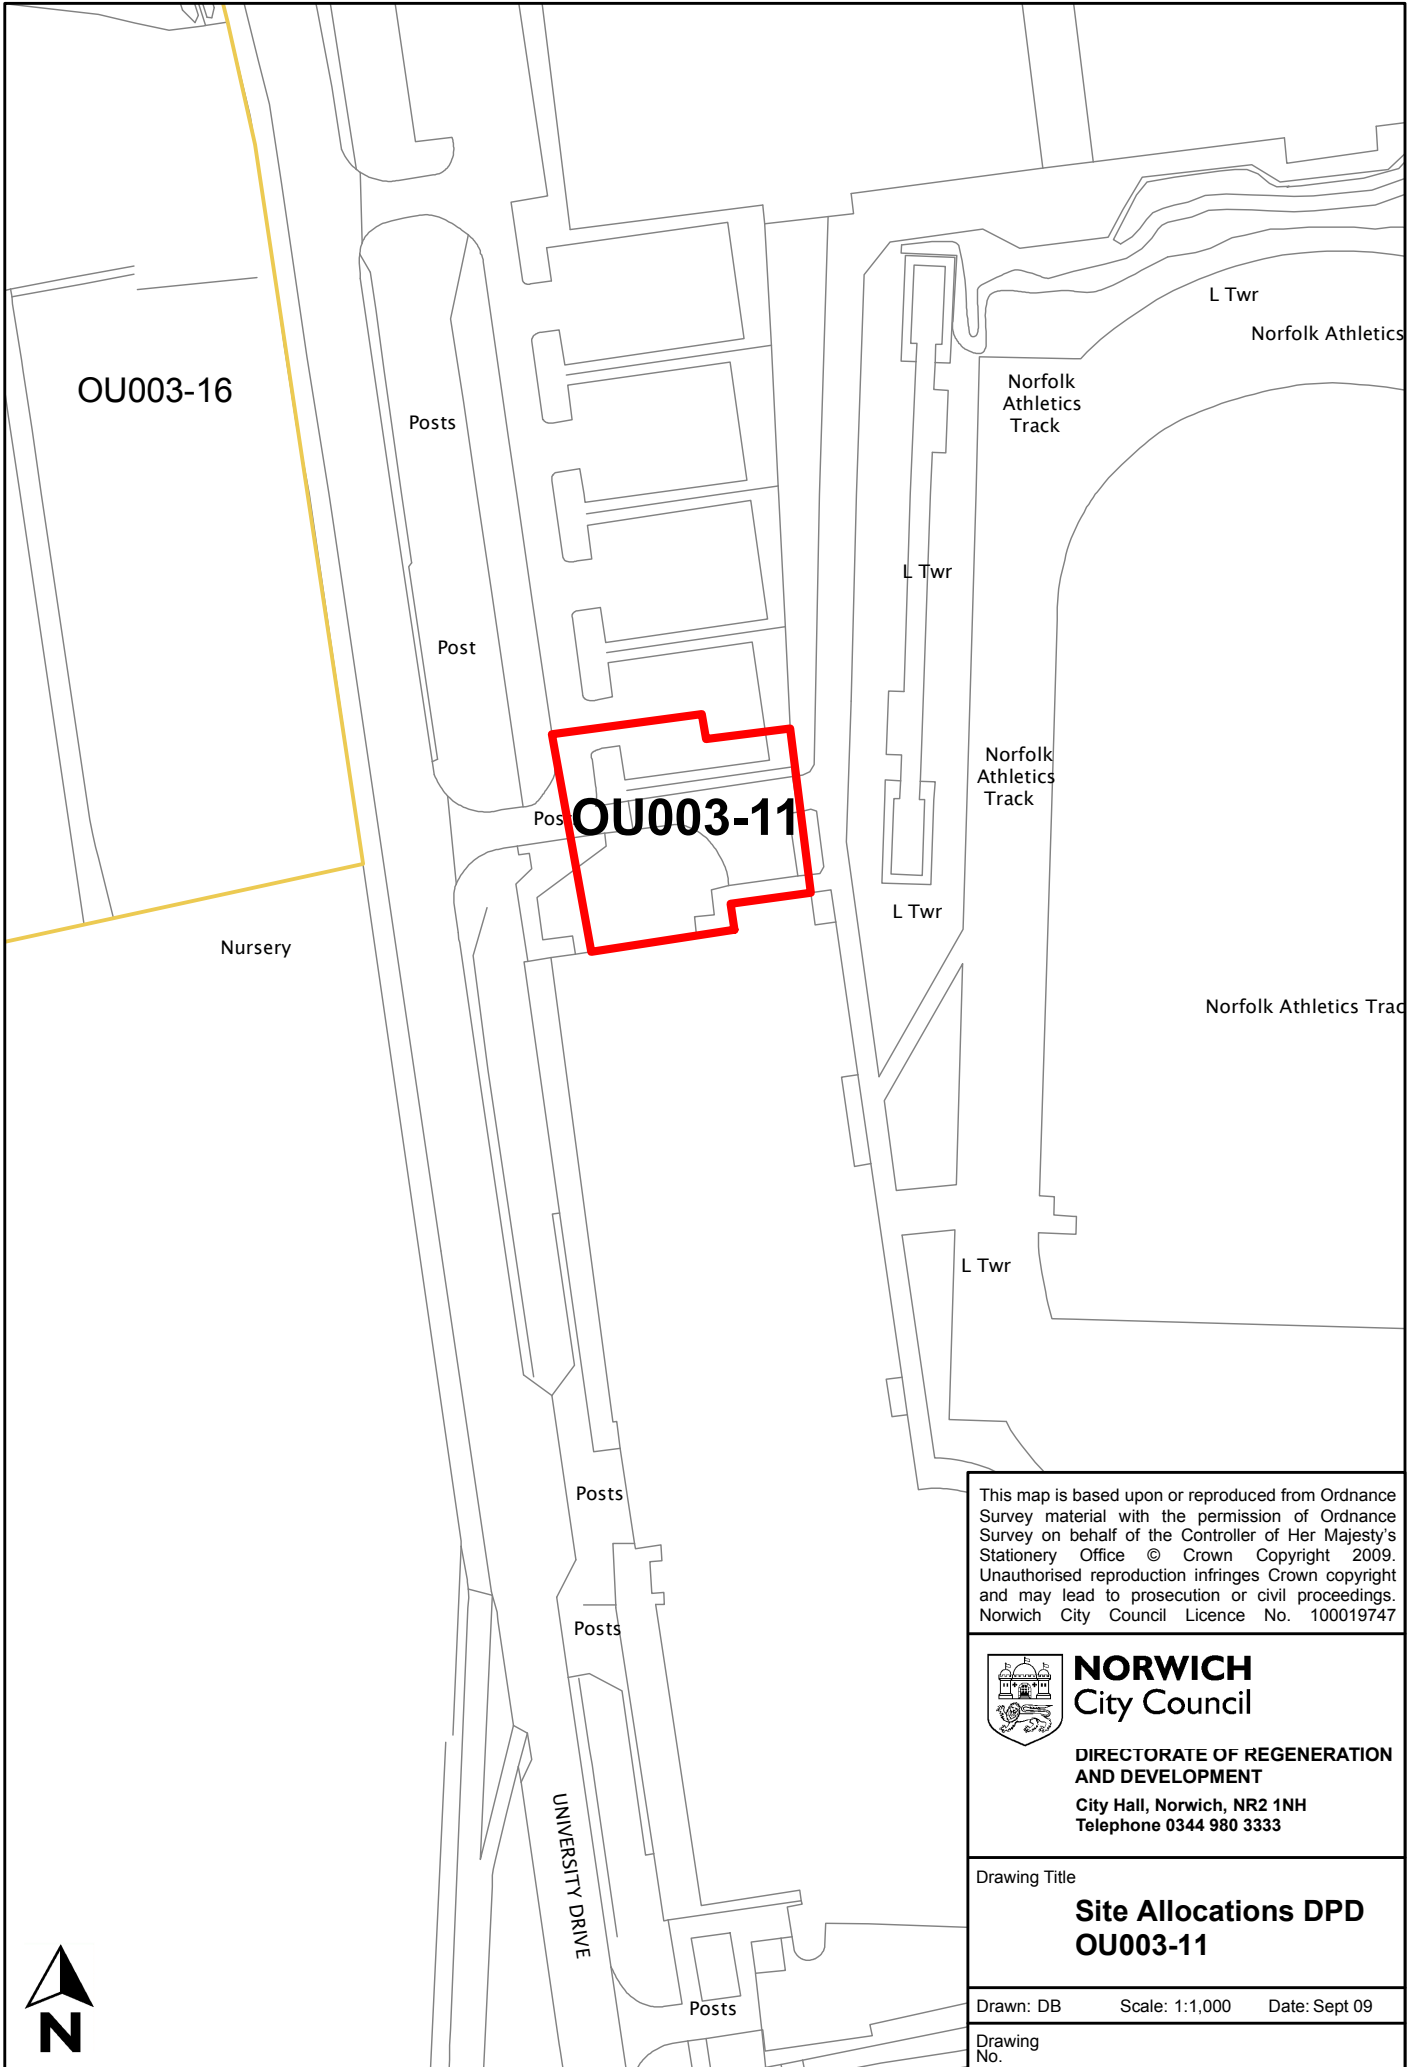 L Twr
Norfolk Athletics
OU003-16
Norfolk
Athletics
Track
Posts
L Twr
Post
Norfolk
Athletics
Track
OU003-11
Pos
L Twr
Nursery
Norfolk Athletics Trac
L Twr
Posts
Posts
UNIVERSITY DRIVE
Posts
N
This map is based upon or reproduced from Ordnance
Survey material with the permission of Ordnance
Survey on behalf of the Controller of Her Majesty's
Stationery Office © Crown Copyright 2009.
Unauthorised reproduction infringes Crown copyright
and may lead to prosecution or civil proceedings.
Norwich City Council Licence No. 100019747
NORWICH
City Council
DIRECTORATE OF REGENERATION
AND DEVELOPMENT
City Hall, Norwich, NR2 1NH
Telephone 0344 980 3333
Drawing Title
Site Allocations DPD
OU003-11
Drawn: DB Scale: 1:1,000 Date: Sept 09
Drawing
No.